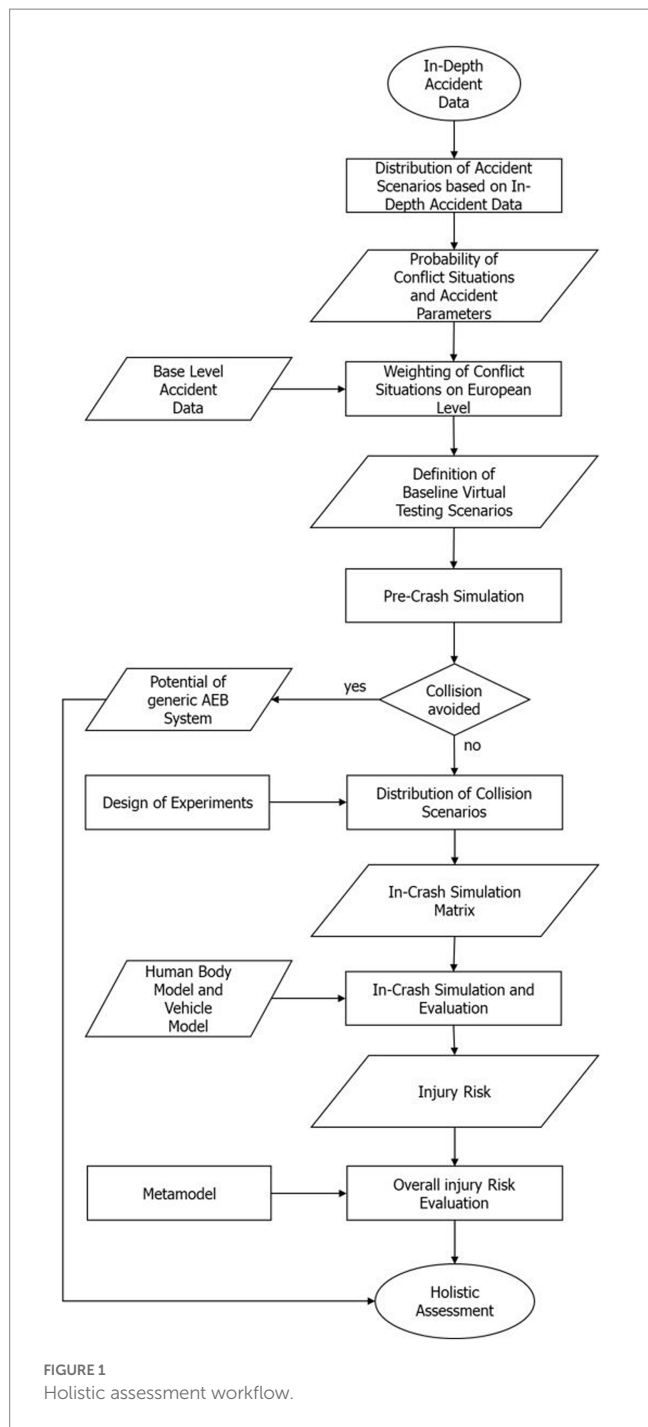 In-Depth
Accident
Data
Distribution of Accident
Scenarios based on In-
Depth Accident Data
Probability of
Conflict Situations
and Accident
Parameters
Base Level
Accident
Data
Weighting of Conflict
Situations on European
Level
Definition of
Baseline Virtual
Testing Scenarios
Pre-Crash Simulation
Potential of
generic AEB
System
yes
Collision
avoided
no
Design of Experiments
Distribution of Collision
Scenarios
In-Crash Simulation
Matrix
Human Body
Model and
Vehicle
Model
In-Crash Simulation and
Evaluation
Injury Risk
Metamodel
Overall injury Risk
Evaluation
Holistic
Assessment
FIGURE 1
Holistic assessment workflow.